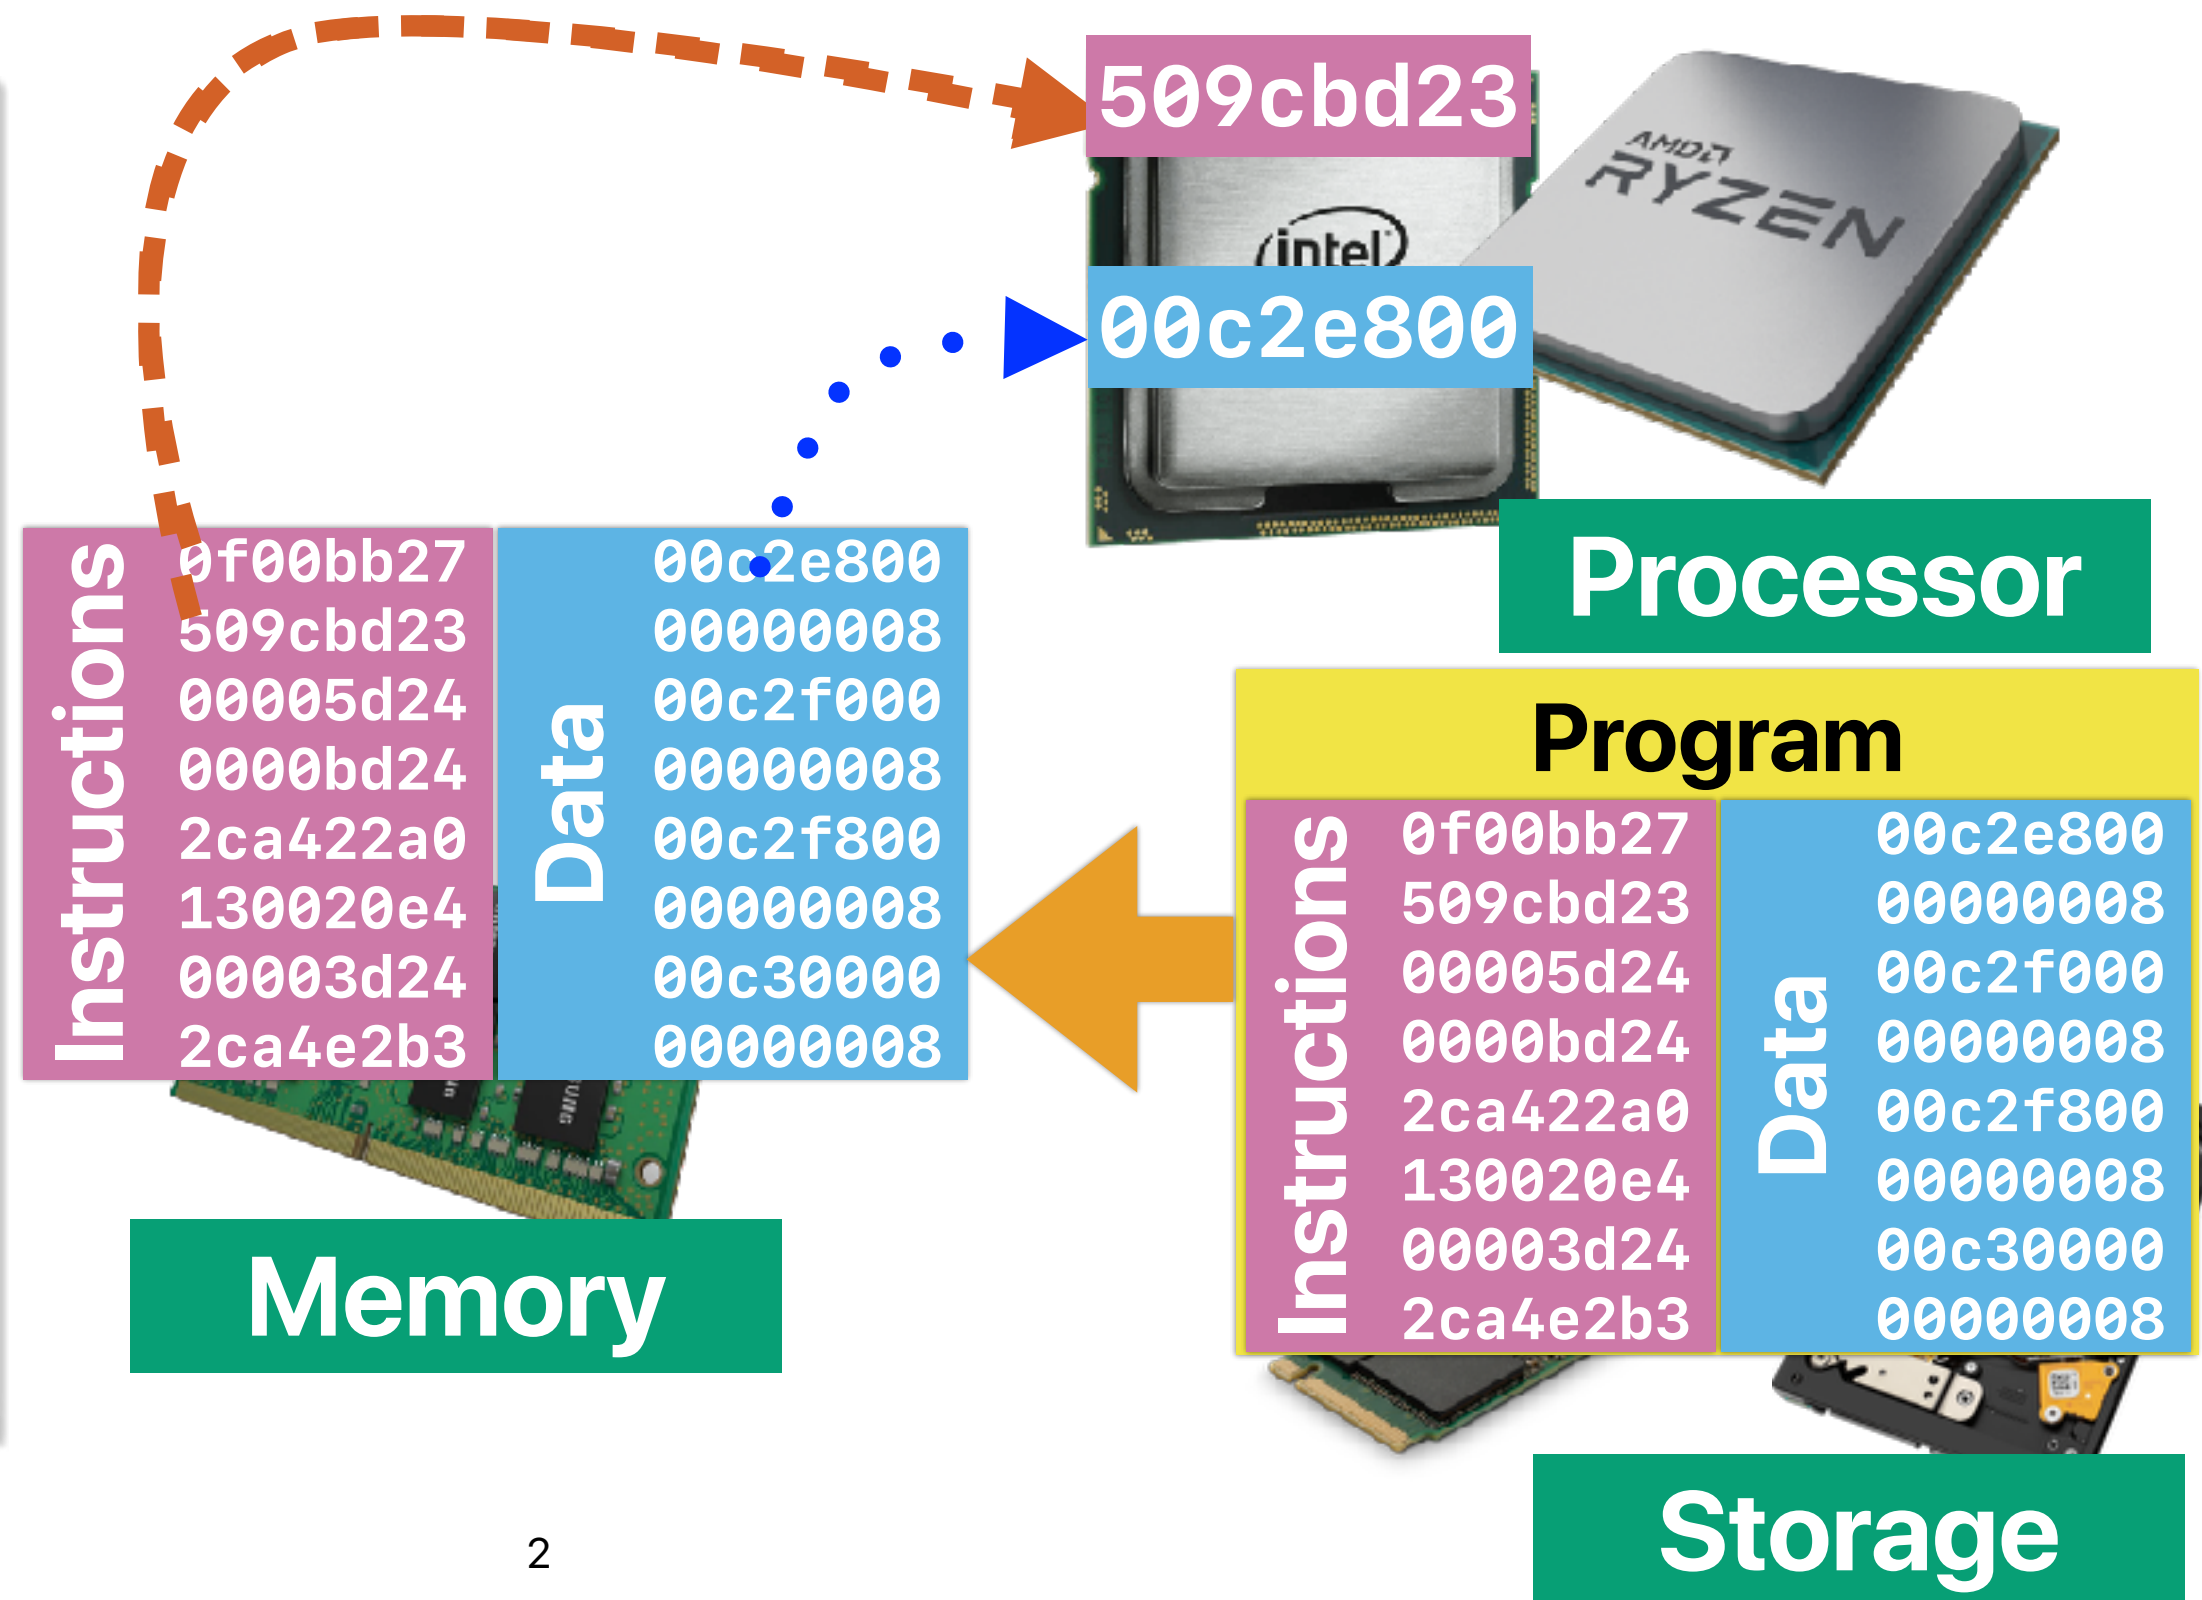 509cbd23
intel
00c2e800
AMD
RYZEN
Processor
Instructions
0f00bb27
509cbd23
00005d24
0000bd24
2ca422a0
130020e4
00003d24
2ca4e2b3
Data
00c2e800
00000008
00c2f000
00000008
00c2f800
00000008
00c30000
00000008
Memory
Program
Instructions
0f00bb27
509cbd23
00005d24
0000bd24
2ca422a0
130020e4
00003d24
2ca4e2b3
Data
00c2e800
00000008
00c2f000
00000008
00c2f800
00000008
00c30000
00000008
Storage
2